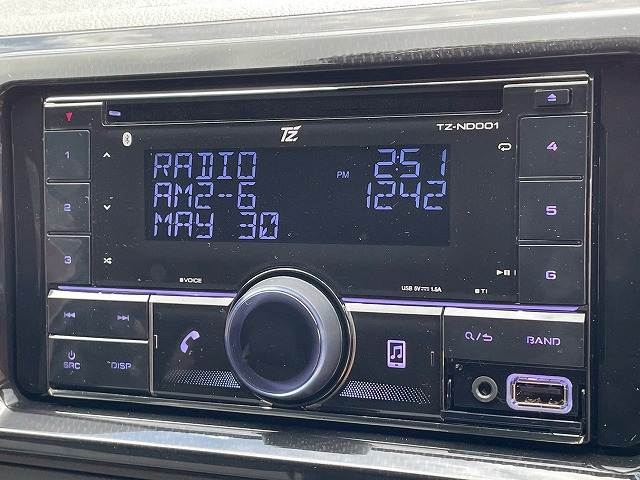 TZ
TZ-ND001
1
4
RADIO PM 2:51
AM2-6 1242
MAY 30
2
5
3
6
VOICE
USB 5V 1.5A
TI
SRC
DISP
BAND